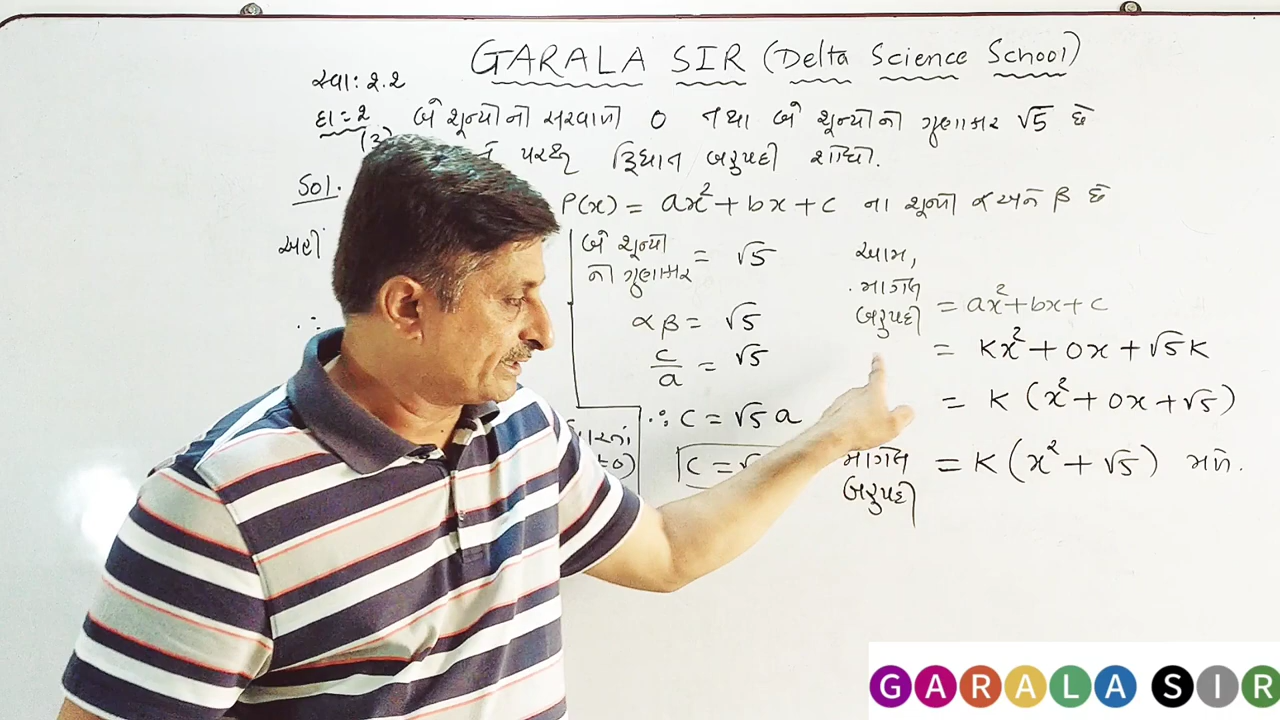 GARALA SIR (Delta Science School)
સ્વા: 2.2
દા = 2 બે શૂન્યોનો સરવાળો 0 તથા બે શૂન્યોનો ગુણાકાર √5 છે
(3) પરથી દ્વિઘાત બહુપદી શોધો.
Sol. P(x) = ax² + bx + c ના શૂન્યો α અને β છે
અહીં
બે શૂન્યો
નો ગુણાકાર = √5
αβ = √5
c/a = √5
∴ c = √5 a
આમ,
માગેલ
બહુપદી = ax² + bx + c
= Kx² + 0x + √5K
= K (x² + 0x + √5)
માગેલ
બહુપદી = K (x² + √5) મળે.
GARALA SIR